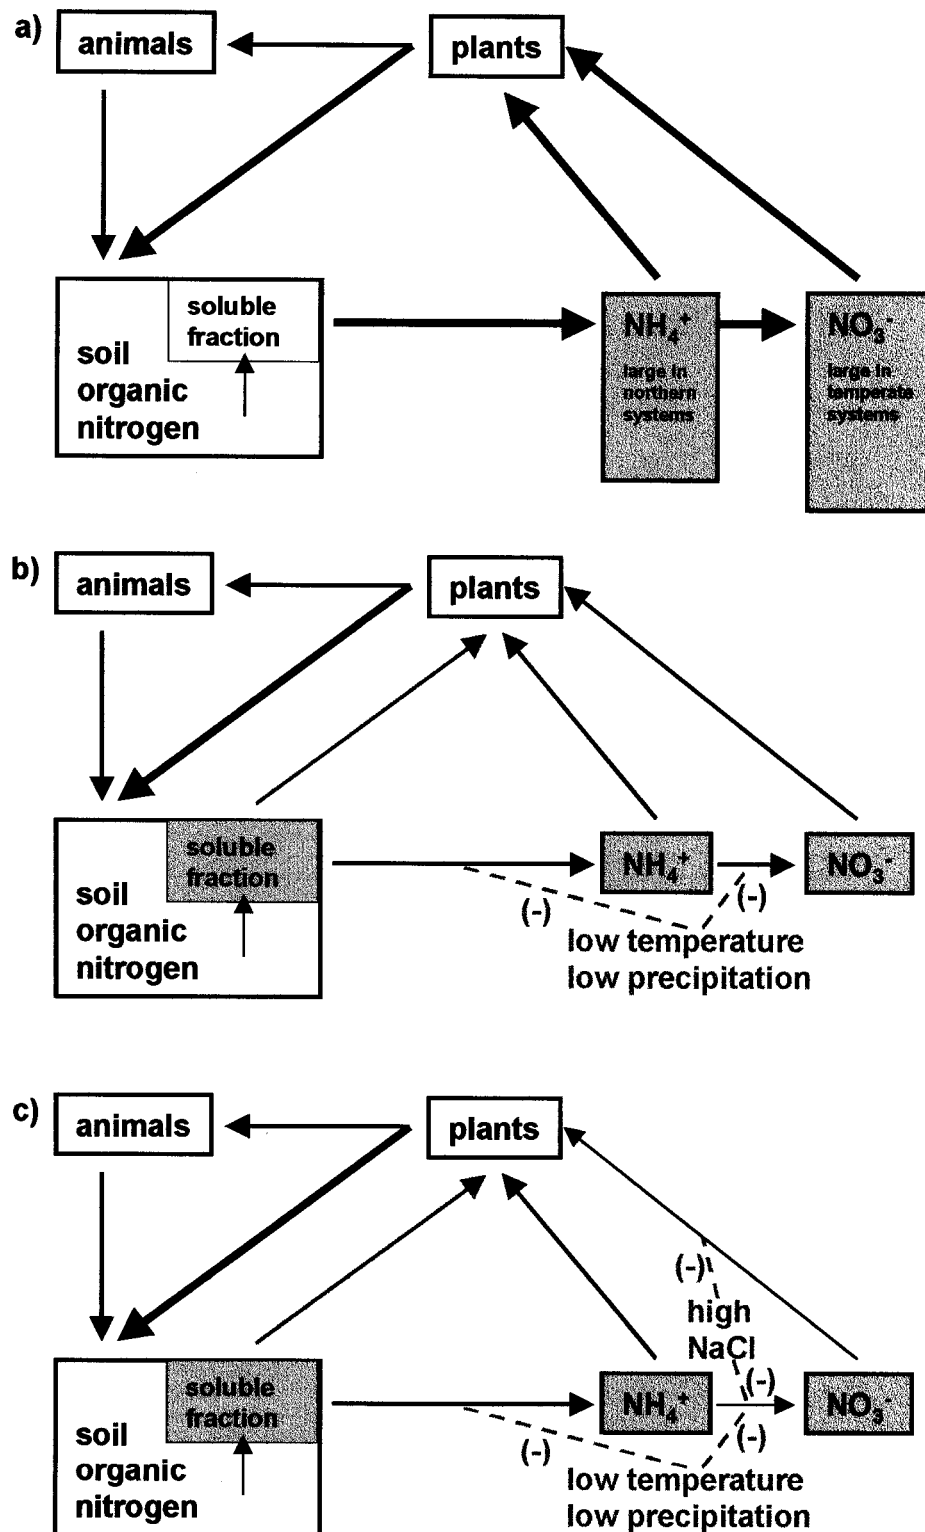 a)
animals
plants
soluble
fraction
soil
organic
nitrogen
NH₄⁺
large in
northern
systems
NO₃⁻
large in
temperate
systems
b)
animals
plants
soluble
fraction
soil
organic
nitrogen
NH₄⁺
NO₃⁻
(-)
(-)
low temperature
low precipitation
c)
animals
plants
(-)
high
NaCl
soluble
fraction
soil
organic
nitrogen
NH₄⁺
(-)
NO₃⁻
(-)
(-)
low temperature
low precipitation